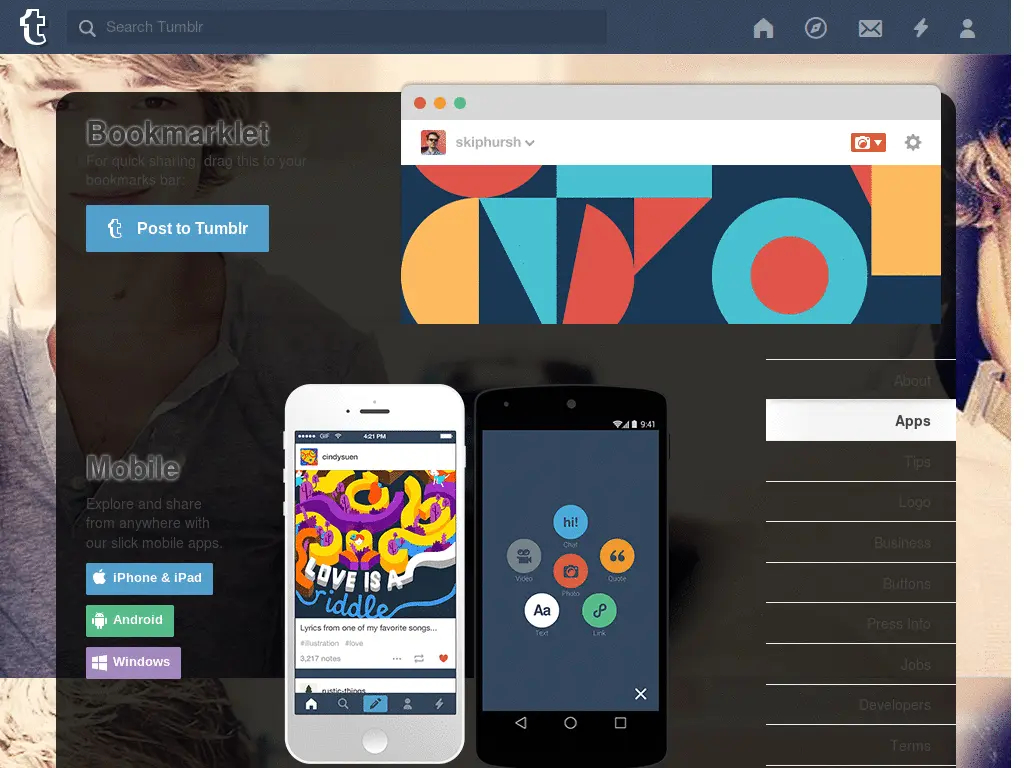 Search Tumblr
Bookmarklet
For quick sharing, drag this to your
bookmarks bar:
Post to Tumblr
skiphursh
Mobile
Explore and share
from anywhere with
our slick mobile apps.
iPhone & iPad
Android
Windows
GIF 4:21 PM
cindysuen
LOVE IS A
riddle
Lyrics from one of my favorite songs...
#illustration #love
3,217 notes
rustic-things
9:41
hi!
Chat
Video
Quote
Photo
Aa
Text
Link
About
Apps
Tips
Logo
Business
Buttons
Press Info
Jobs
Developers
Terms